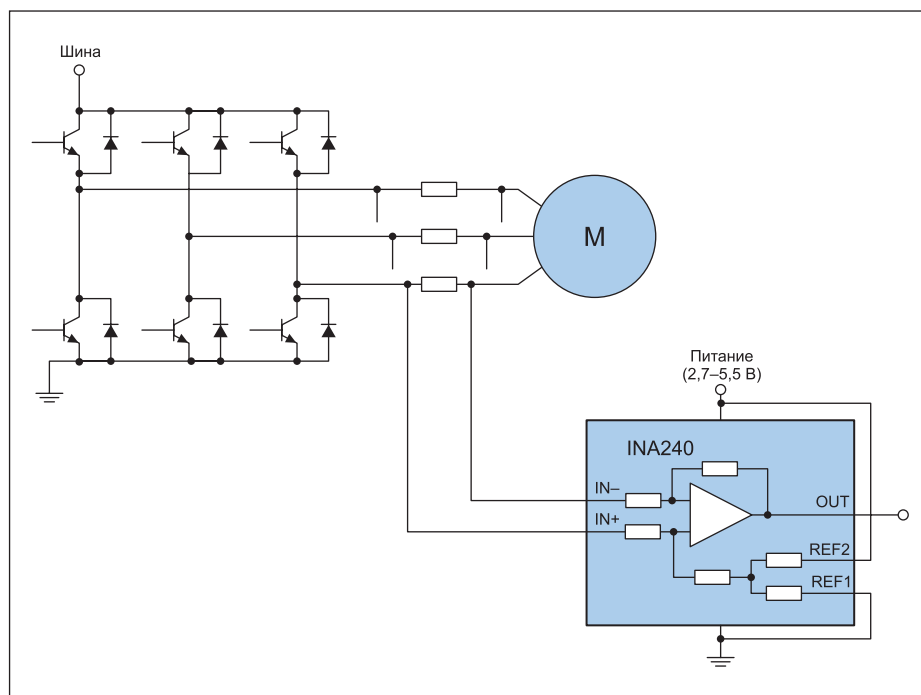 Шина
M
Питание
(2,7–5,5 В)
INA240
IN–
IN+
OUT
REF2
REF1